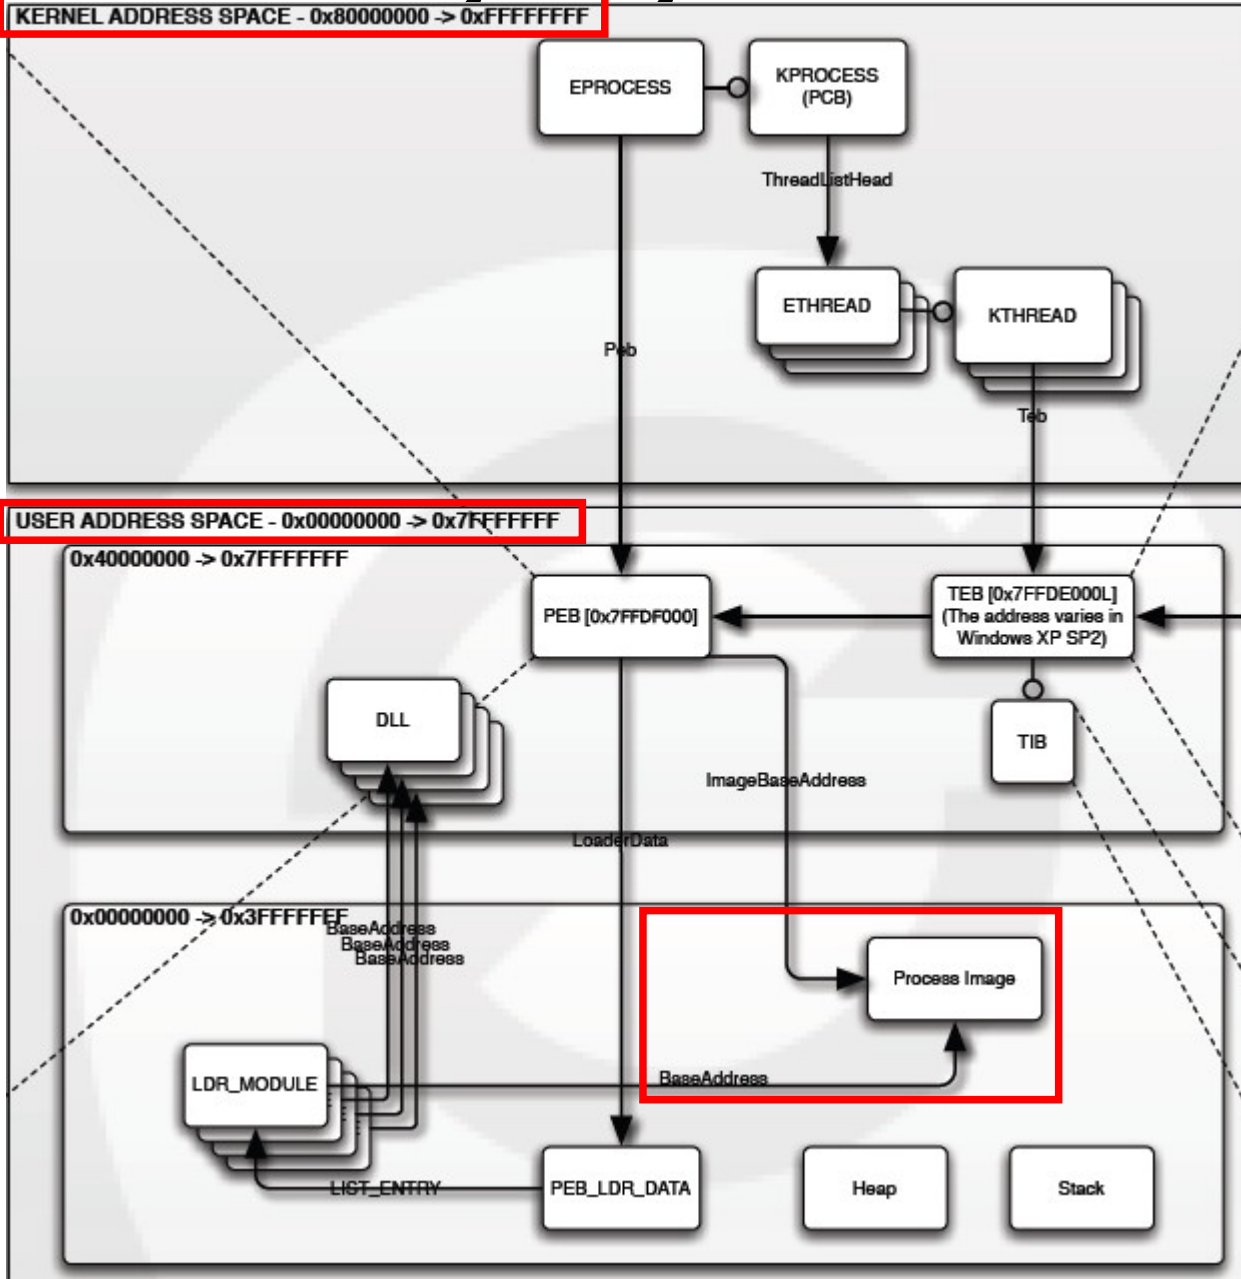 KERNEL ADDRESS SPACE - 0x80000000 -> 0xFFFFFFFF
EPROCESS
KPROCESS
(PCB)
ThreadListHead
ETHREAD
KTHREAD
Peb
Teb
USER ADDRESS SPACE - 0x00000000 -> 0x7FFFFFFF
0x40000000 -> 0x7FFFFFFF
PEB [0x7FFDF000]
TEB [0x7FFDE000L]
(The address varies in
Windows XP SP2)
DLL
TIB
ImageBaseAddress
LoaderData
0x00000000 -> 0x3FFFFFFF
BaseAddress
BaseAddress
BaseAddress
Process Image
LDR_MODULE
BaseAddress
LIST_ENTRY
PEB_LDR_DATA
Heap
Stack